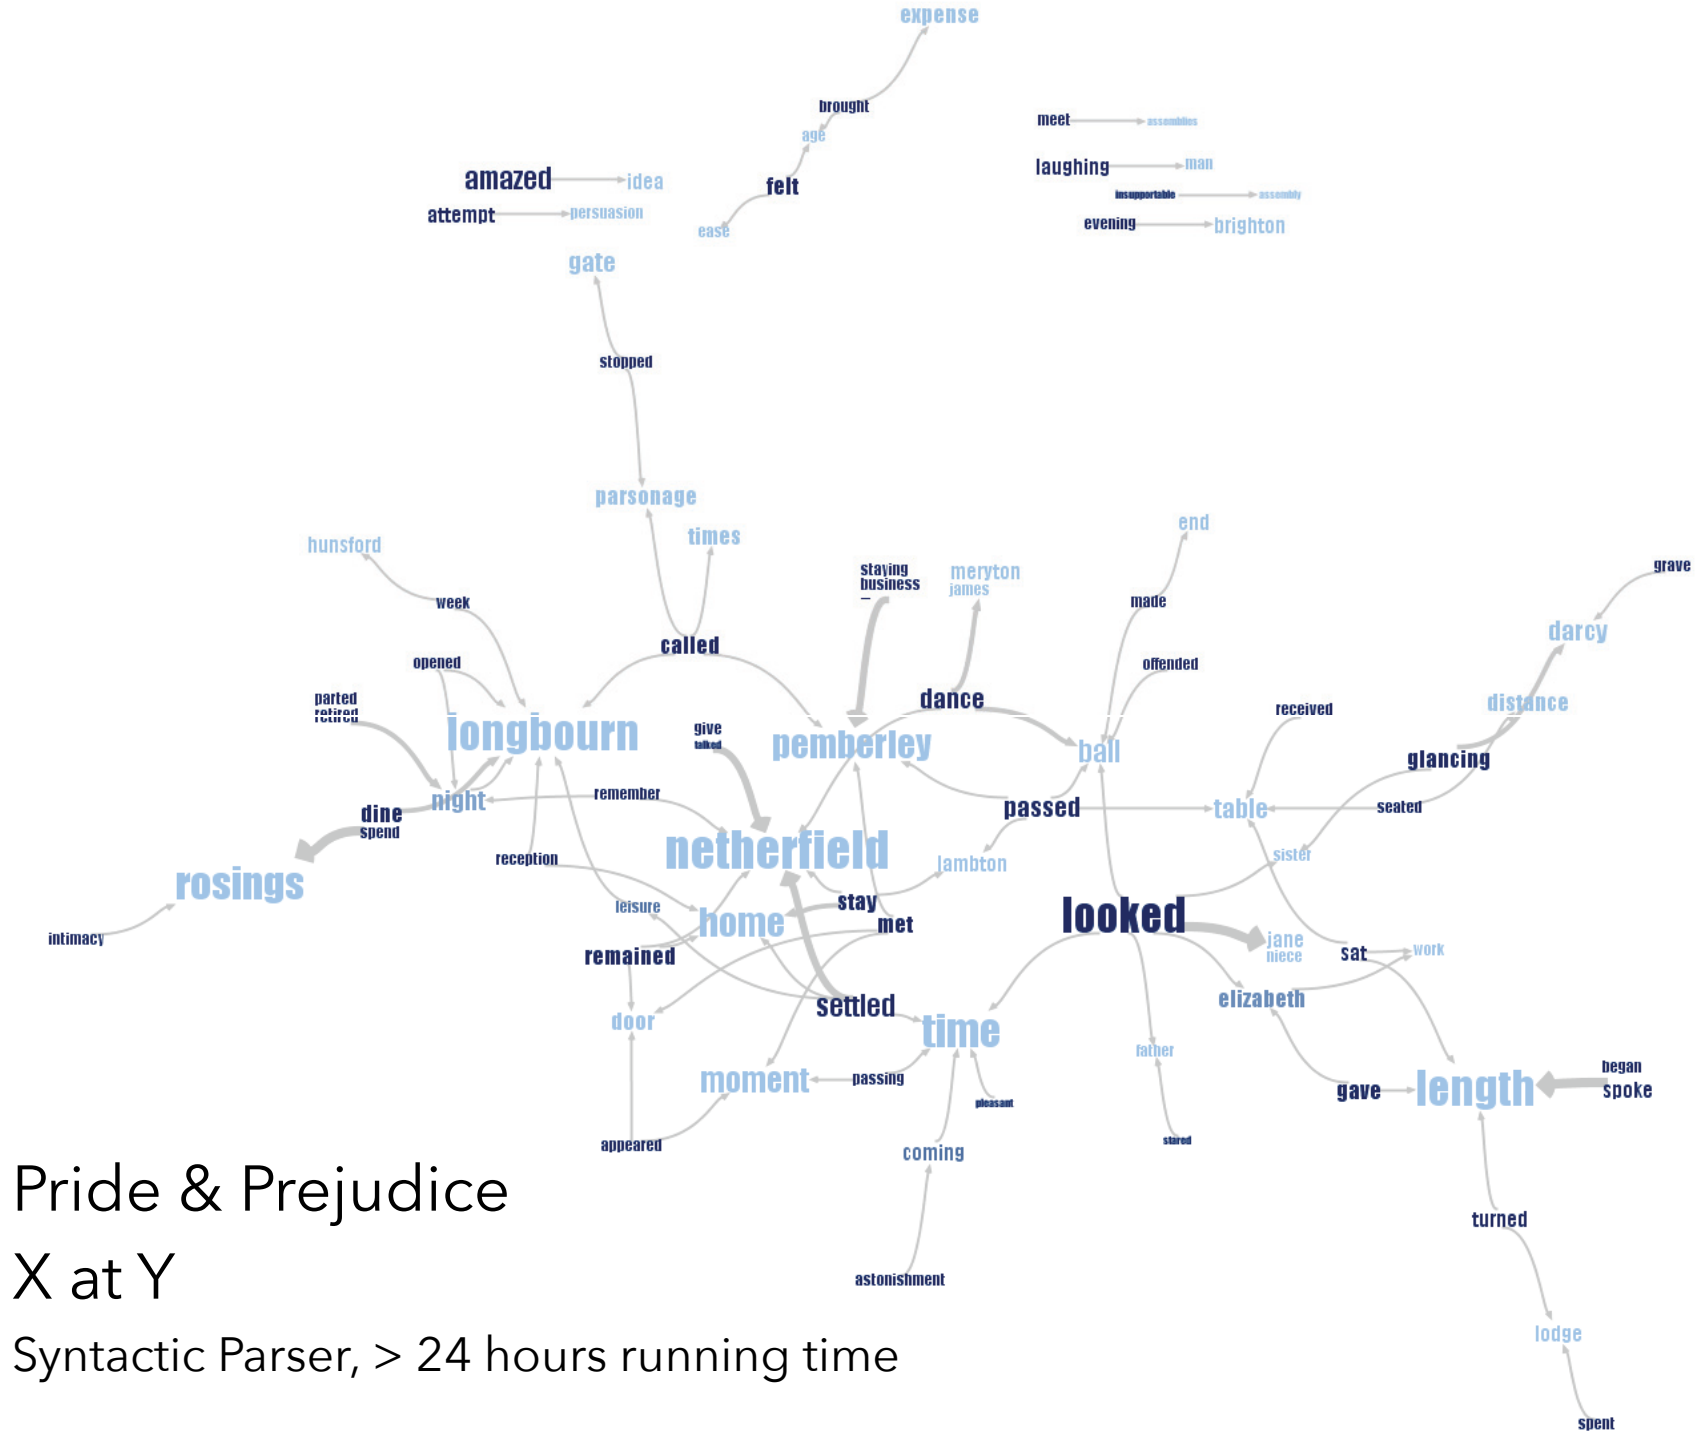 expense
brought
age
meet assemblies
laughing man
amazed idea
felt
insupportable assembly
attempt persuasion
evening brighton
ease
gate
stopped
parsonage
end
times
hunsford
grave
staying
business
–
meryton
james
week
made
darcy
called
opened
offended
parted
retired
dance
distance
received
longbourn
give
talked
pemberley
ball
glancing
night
remember
dine
spend
passed
table
seated
netherfield
reception
lambton
sister
rosings
leisure
stay
home
met
looked
intimacy
remained
jane
niece
sat
work
settled
elizabeth
door
time
father
moment
passing
pleasant
gave
length
began
spoke
appeared
coming
stared
Pride & Prejudice
turned
X at Y
astonishment
lodge
Syntactic Parser, > 24 hours running time
spent